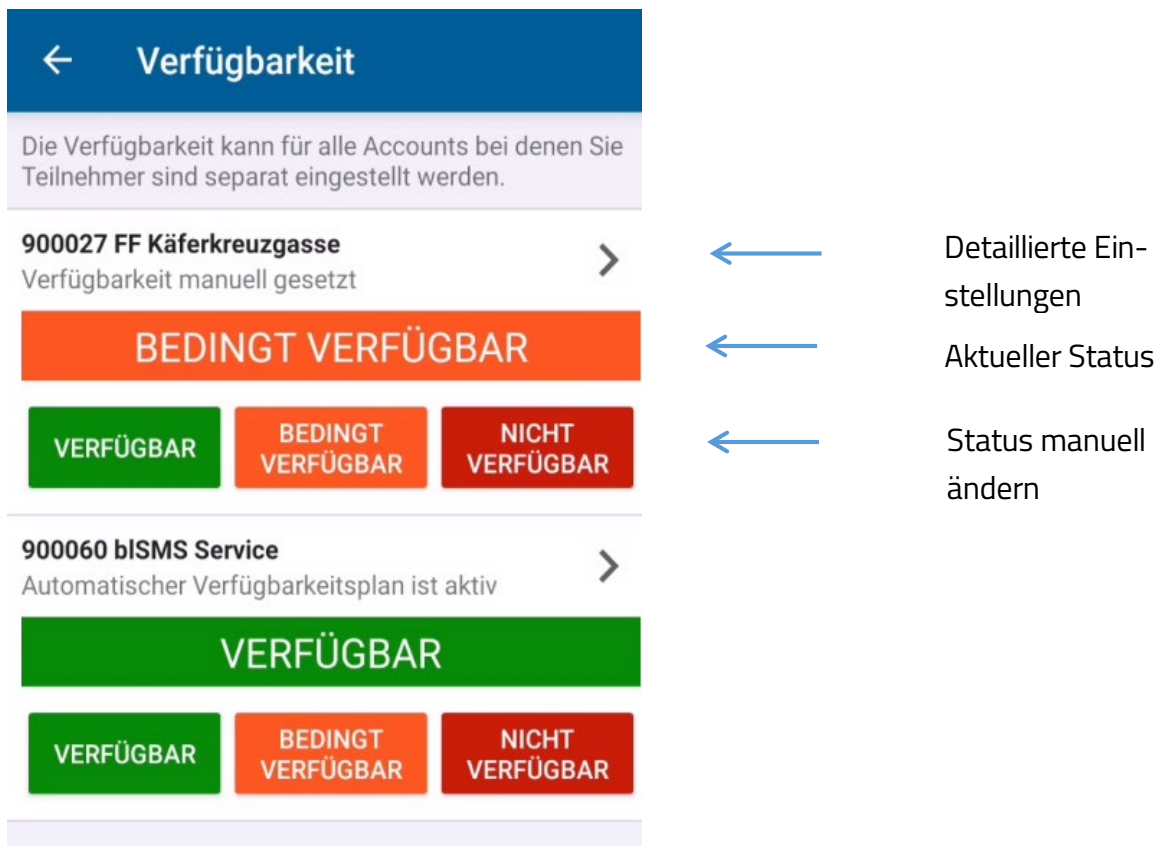 Verfügbarkeit
Die Verfügbarkeit kann für alle Accounts bei denen Sie
Teilnehmer sind separat eingestellt werden.
900027 FF Käferkreuzgasse
Verfügbarkeit manuell gesetzt
Detaillierte Ein-
stellungen
BEDINGT VERFÜGBAR
Aktueller Status
VERFÜGBAR
BEDINGT
VERFÜGBAR
NICHT
VERFÜGBAR
Status manuell
ändern
900060 blSMS Service
Automatischer Verfügbarkeitsplan ist aktiv
VERFÜGBAR
VERFÜGBAR
BEDINGT
VERFÜGBAR
NICHT
VERFÜGBAR